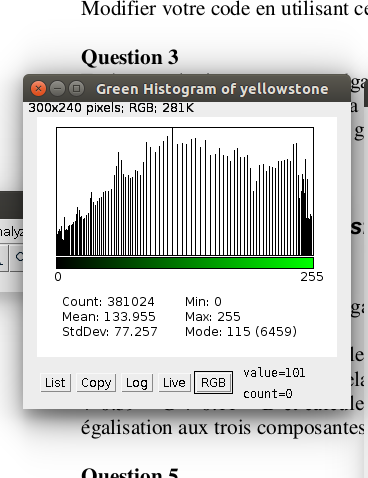 Modifier votre code en utilisant ce
Question 3
Green Histogram of yellowstone
300x240 pixels; RGB; 281K
0 255
Count: 381024 Min: 0
Mean: 133.955 Max: 255
StdDev: 77.257 Mode: 115 (6459)
List Copy Log Live RGB value=101
count=0
égalisation aux trois composantes
Question 5